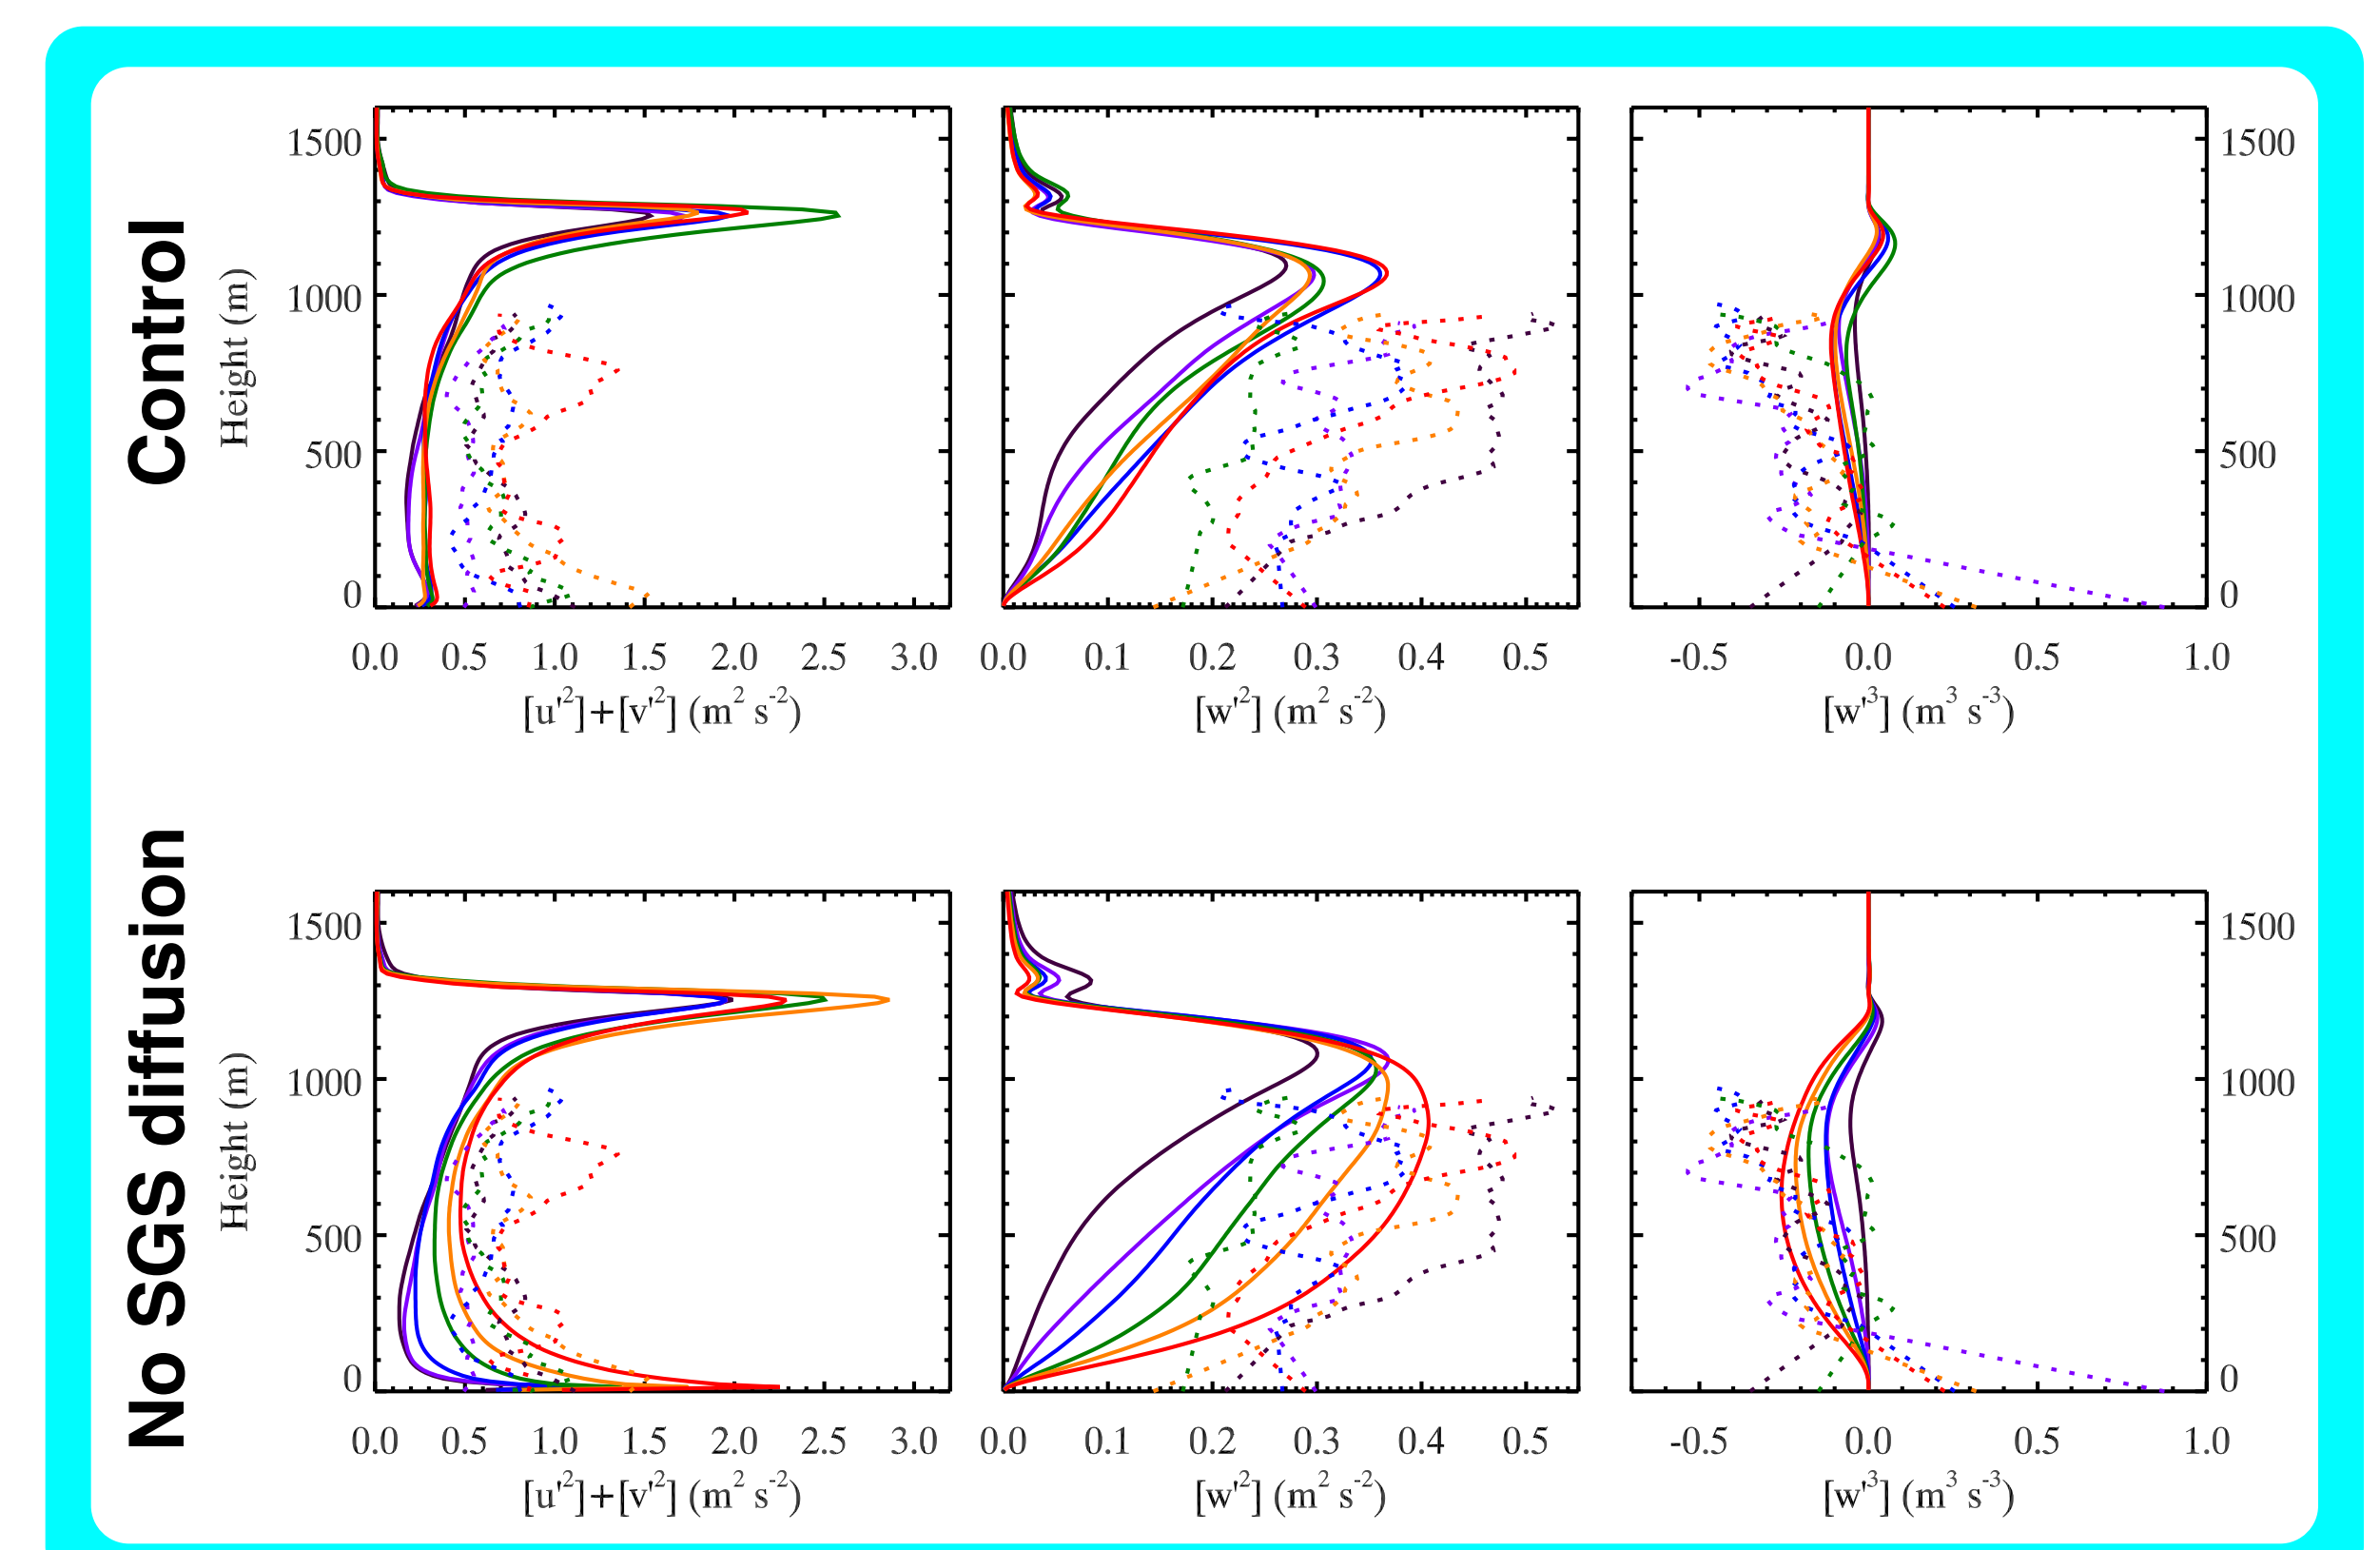 Control
Height (m)
1500
1000
500
0
0.0 0.5 1.0 1.5 2.0 2.5 3.0
[u'²]+[v'²] (m² s⁻²)
0.0 0.1 0.2 0.3 0.4 0.5
[w'²] (m² s⁻²)
1500
1000
500
0
-0.5 0.0 0.5 1.0
[w'³] (m³ s⁻³)
No SGS diffusion
Height (m)
1500
1000
500
0
0.0 0.5 1.0 1.5 2.0 2.5 3.0
[u'²]+[v'²] (m² s⁻²)
0.0 0.1 0.2 0.3 0.4 0.5
[w'²] (m² s⁻²)
1500
1000
500
0
-0.5 0.0 0.5 1.0
[w'³] (m³ s⁻³)